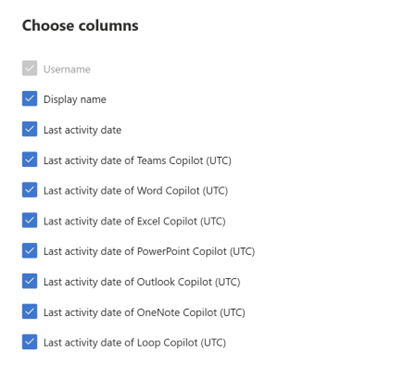 Choose columns
Username
Display name
Last activity date
Last activity date of Teams Copilot (UTC)
Last activity date of Word Copilot (UTC)
Last activity date of Excel Copilot (UTC)
Last activity date of PowerPoint Copilot (UTC)
Last activity date of Outlook Copilot (UTC)
Last activity date of OneNote Copilot (UTC)
Last activity date of Loop Copilot (UTC)